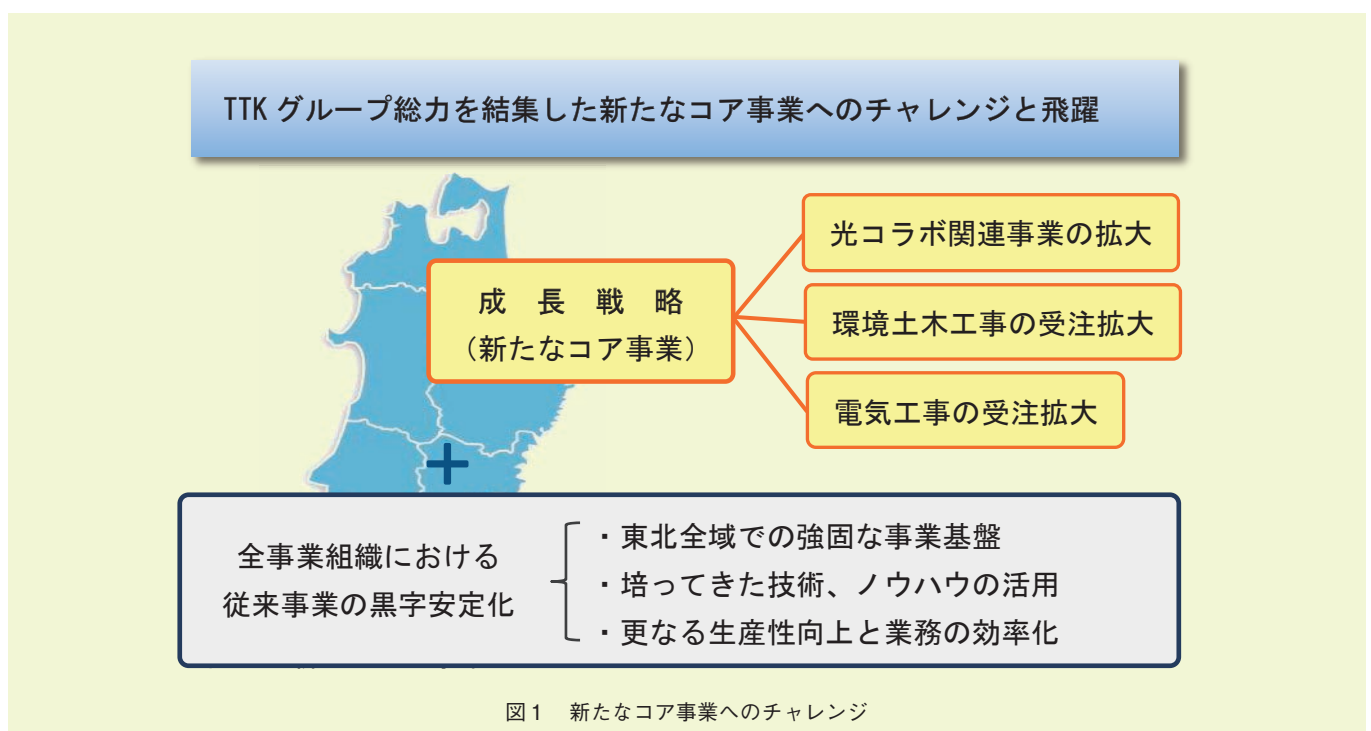 TTK グループ総力を結集した新たなコア事業へのチャレンジと飛躍
成 長 戦 略
（新たなコア事業）
光コラボ関連事業の拡大
環境土木工事の受注拡大
電気工事の受注拡大
+
全事業組織における
従来事業の黒字安定化
・東北全域での強固な事業基盤
・培ってきた技術、ノウハウの活用
・更なる生産性向上と業務の効率化
図1 新たなコア事業へのチャレンジ